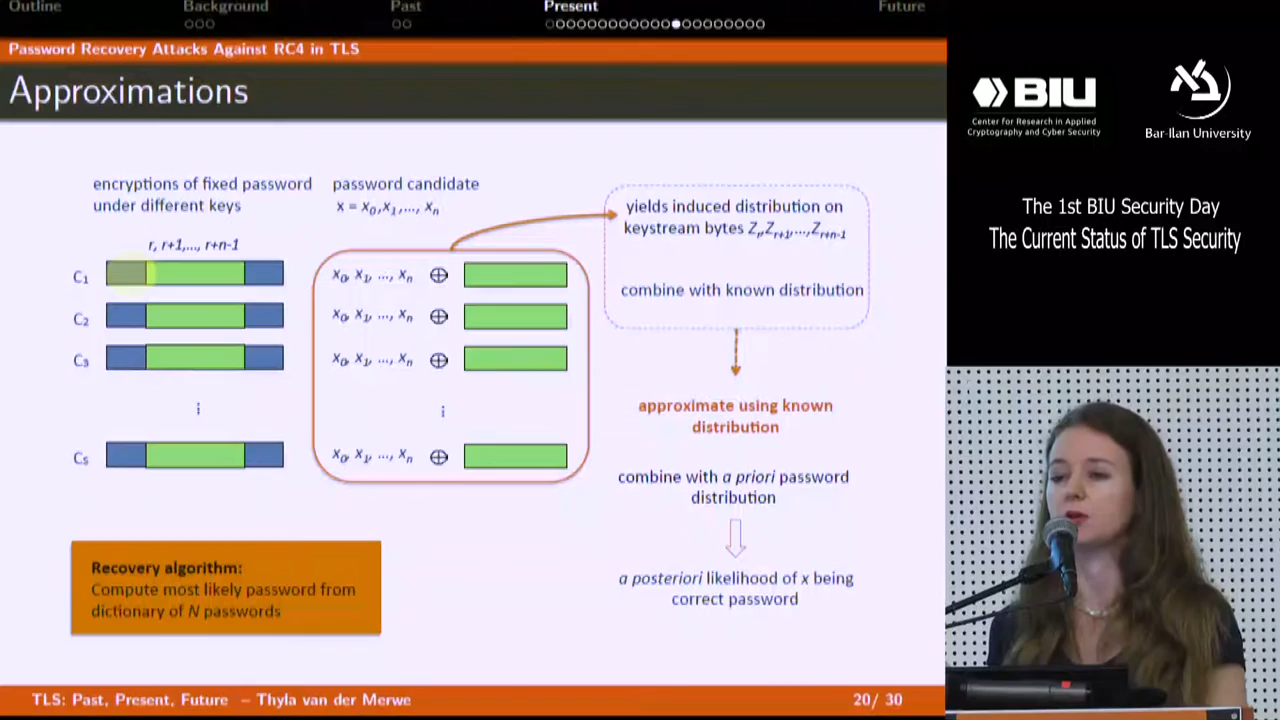 Outline Background Past Present Future
Password Recovery Attacks Against RC4 in TLS
Approximations
encryptions of fixed password
under different keys
password candidate
x = x0,x1,..., xn
r, r+1,..., r+n-1
C1
C2
C3
⋮
Cs
x0, x1, ..., xn ⊕
x0, x1, ..., xn ⊕
x0, x1, ..., xn ⊕
⋮
x0, x1, ..., xn ⊕
yields induced distribution on
keystream bytes Zr,Zr+1,...,Zr+n-1
combine with known distribution
approximate using known
distribution
combine with a priori password
distribution
a posteriori likelihood of x being
correct password
Recovery algorithm:
Compute most likely password from
dictionary of N passwords
TLS: Past, Present, Future – Thyla van der Merwe 20/ 30
BIU
Center for Research in Applied
Cryptography and Cyber Security
Bar-Ilan University
The 1st BIU Security Day
The Current Status of TLS Security